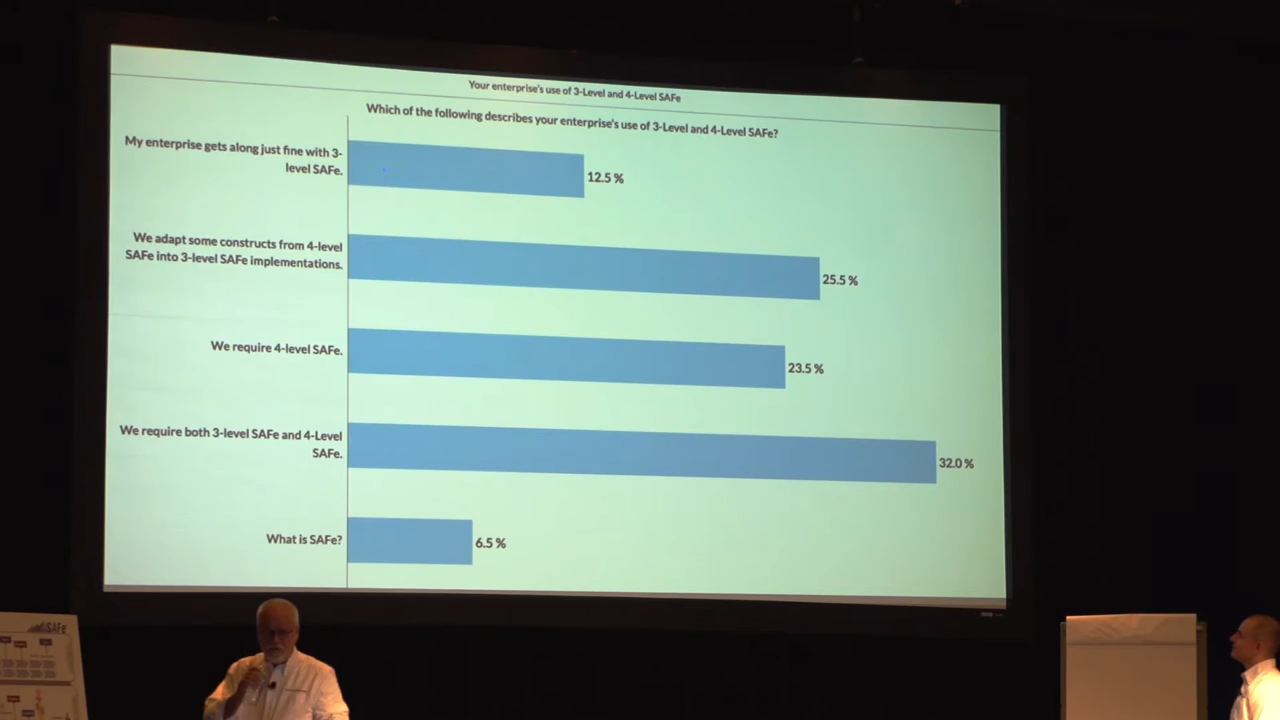 Your enterprise's use of 3-Level and 4-Level SAFe
Which of the following describes your enterprise's use of 3-Level and 4-Level SAFe?
My enterprise gets along just fine with 3-
level SAFe.
12.5 %
We adapt some constructs from 4-level
SAFe into 3-level SAFe implementations.
25.5 %
We require 4-level SAFe.
23.5 %
We require both 3-level SAFe and 4-Level
SAFe.
32.0 %
What is SAFe?
6.5 %
SAFe